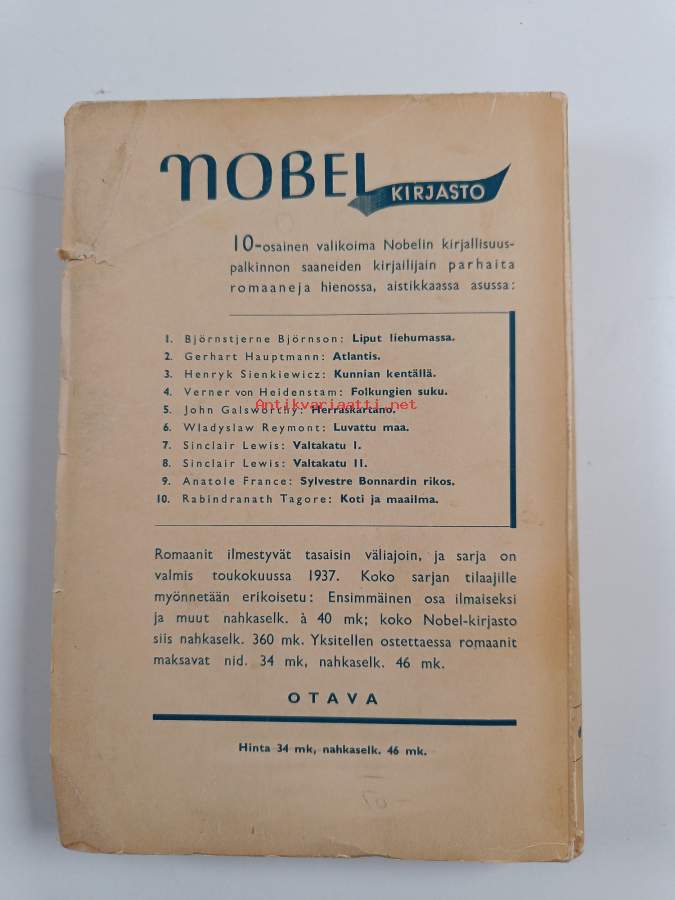 NOBEL
KIRJASTO
10-osainen valikoima Nobelin kirjallisuus-
palkinnon saaneiden kirjailijain parhaita
romaaneja hienossa, aistikkaassa asussa:
1. Björnstjerne Björnson: Liput liehumassa.
2. Gerhart Hauptmann: Atlantis.
3. Henryk Sienkiewicz: Kunnian kentällä.
4. Verner von Heidenstam: Folkungien suku.
Antikvariaatti.net
5. John Galsworthy: Herraskartano.
6. Wladyslaw Reymont: Luvattu maa.
7. Sinclair Lewis: Valtakatu I.
8. Sinclair Lewis: Valtakatu II.
9. Anatole France: Sylvestre Bonnardin rikos.
10. Rabindranath Tagore: Koti ja maailma.
Romaanit ilmestyvät tasaisin väliajoin, ja sarja on
valmis toukokuussa 1937. Koko sarjan tilaajille
myönnetään erikoisetu: Ensimmäinen osa ilmaiseksi
ja muut nahkaselk. à 40 mk; koko Nobel-kirjasto
siis nahkaselk. 360 mk. Yksitellen ostettaessa romaanit
maksavat nid. 34 mk, nahkaselk. 46 mk.
OTAVA
Hinta 34 mk, nahkaselk. 46 mk.